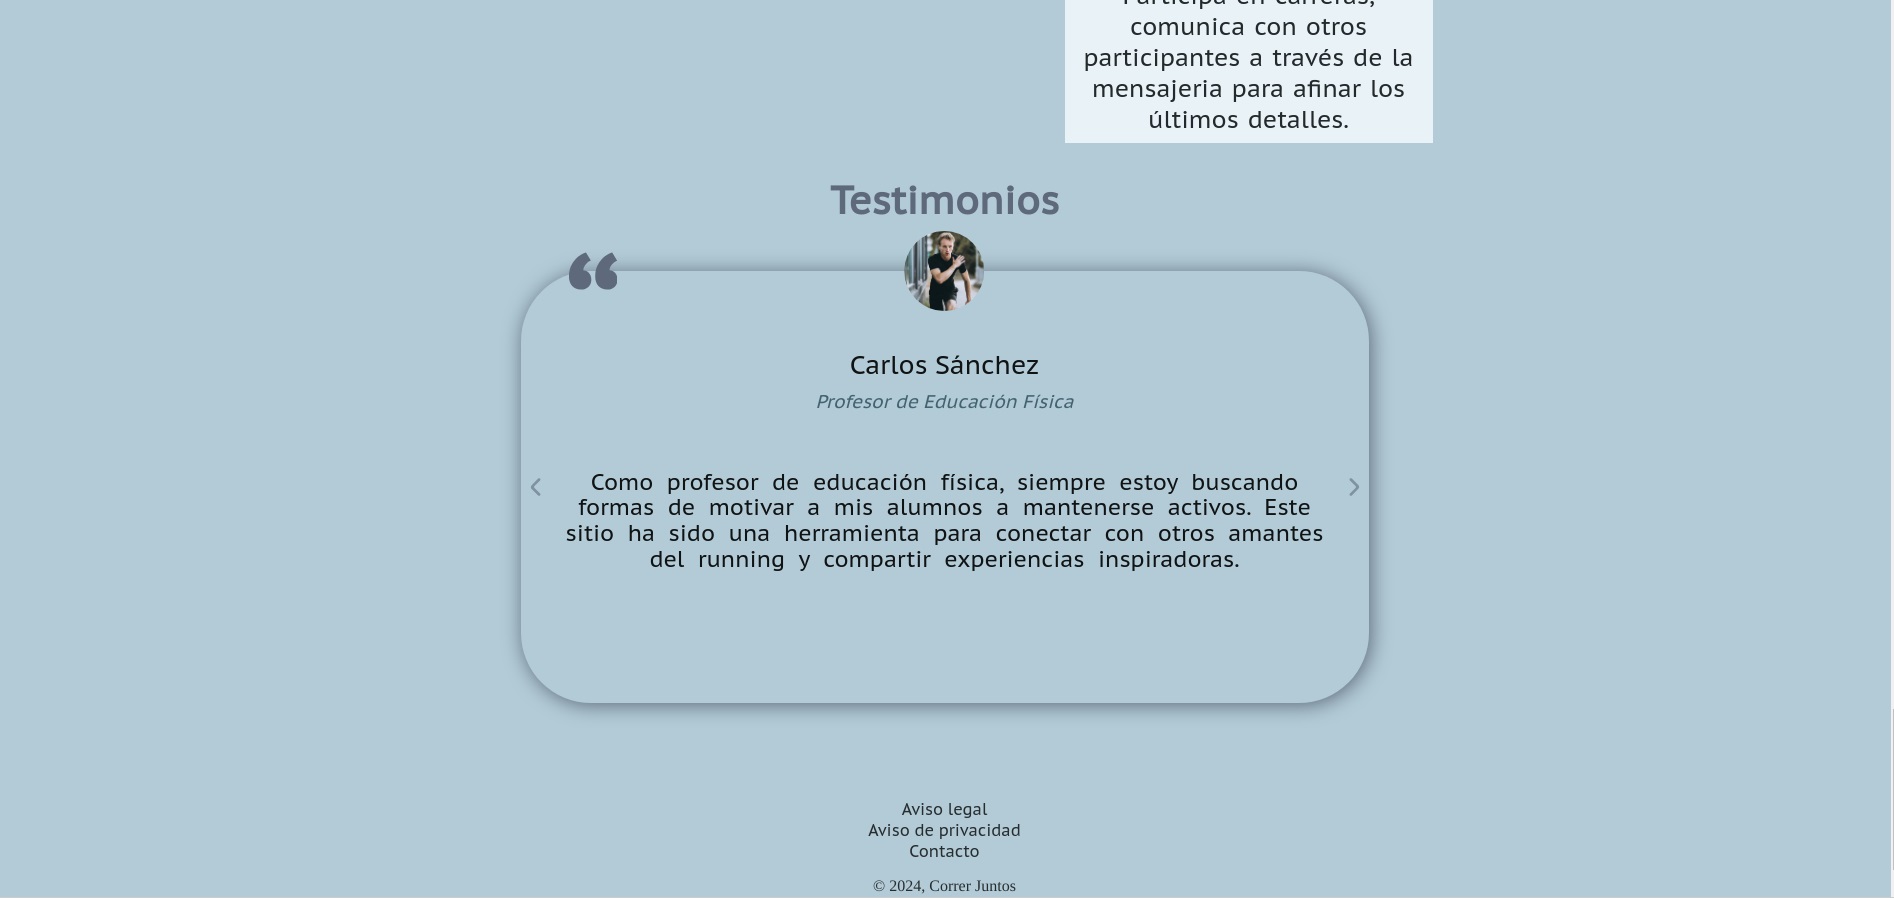 Participa en carreras,
comunica con otros
participantes a través de la
mensajeria para afinar los
últimos detalles.
Testimonios
“
Carlos Sánchez
Profesor de Educación Física
Como profesor de educación física, siempre estoy buscando
formas de motivar a mis alumnos a mantenerse activos. Este
sitio ha sido una herramienta para conectar con otros amantes
del running y compartir experiencias inspiradoras.
Aviso legal
Aviso de privacidad
Contacto
© 2024, Correr Juntos